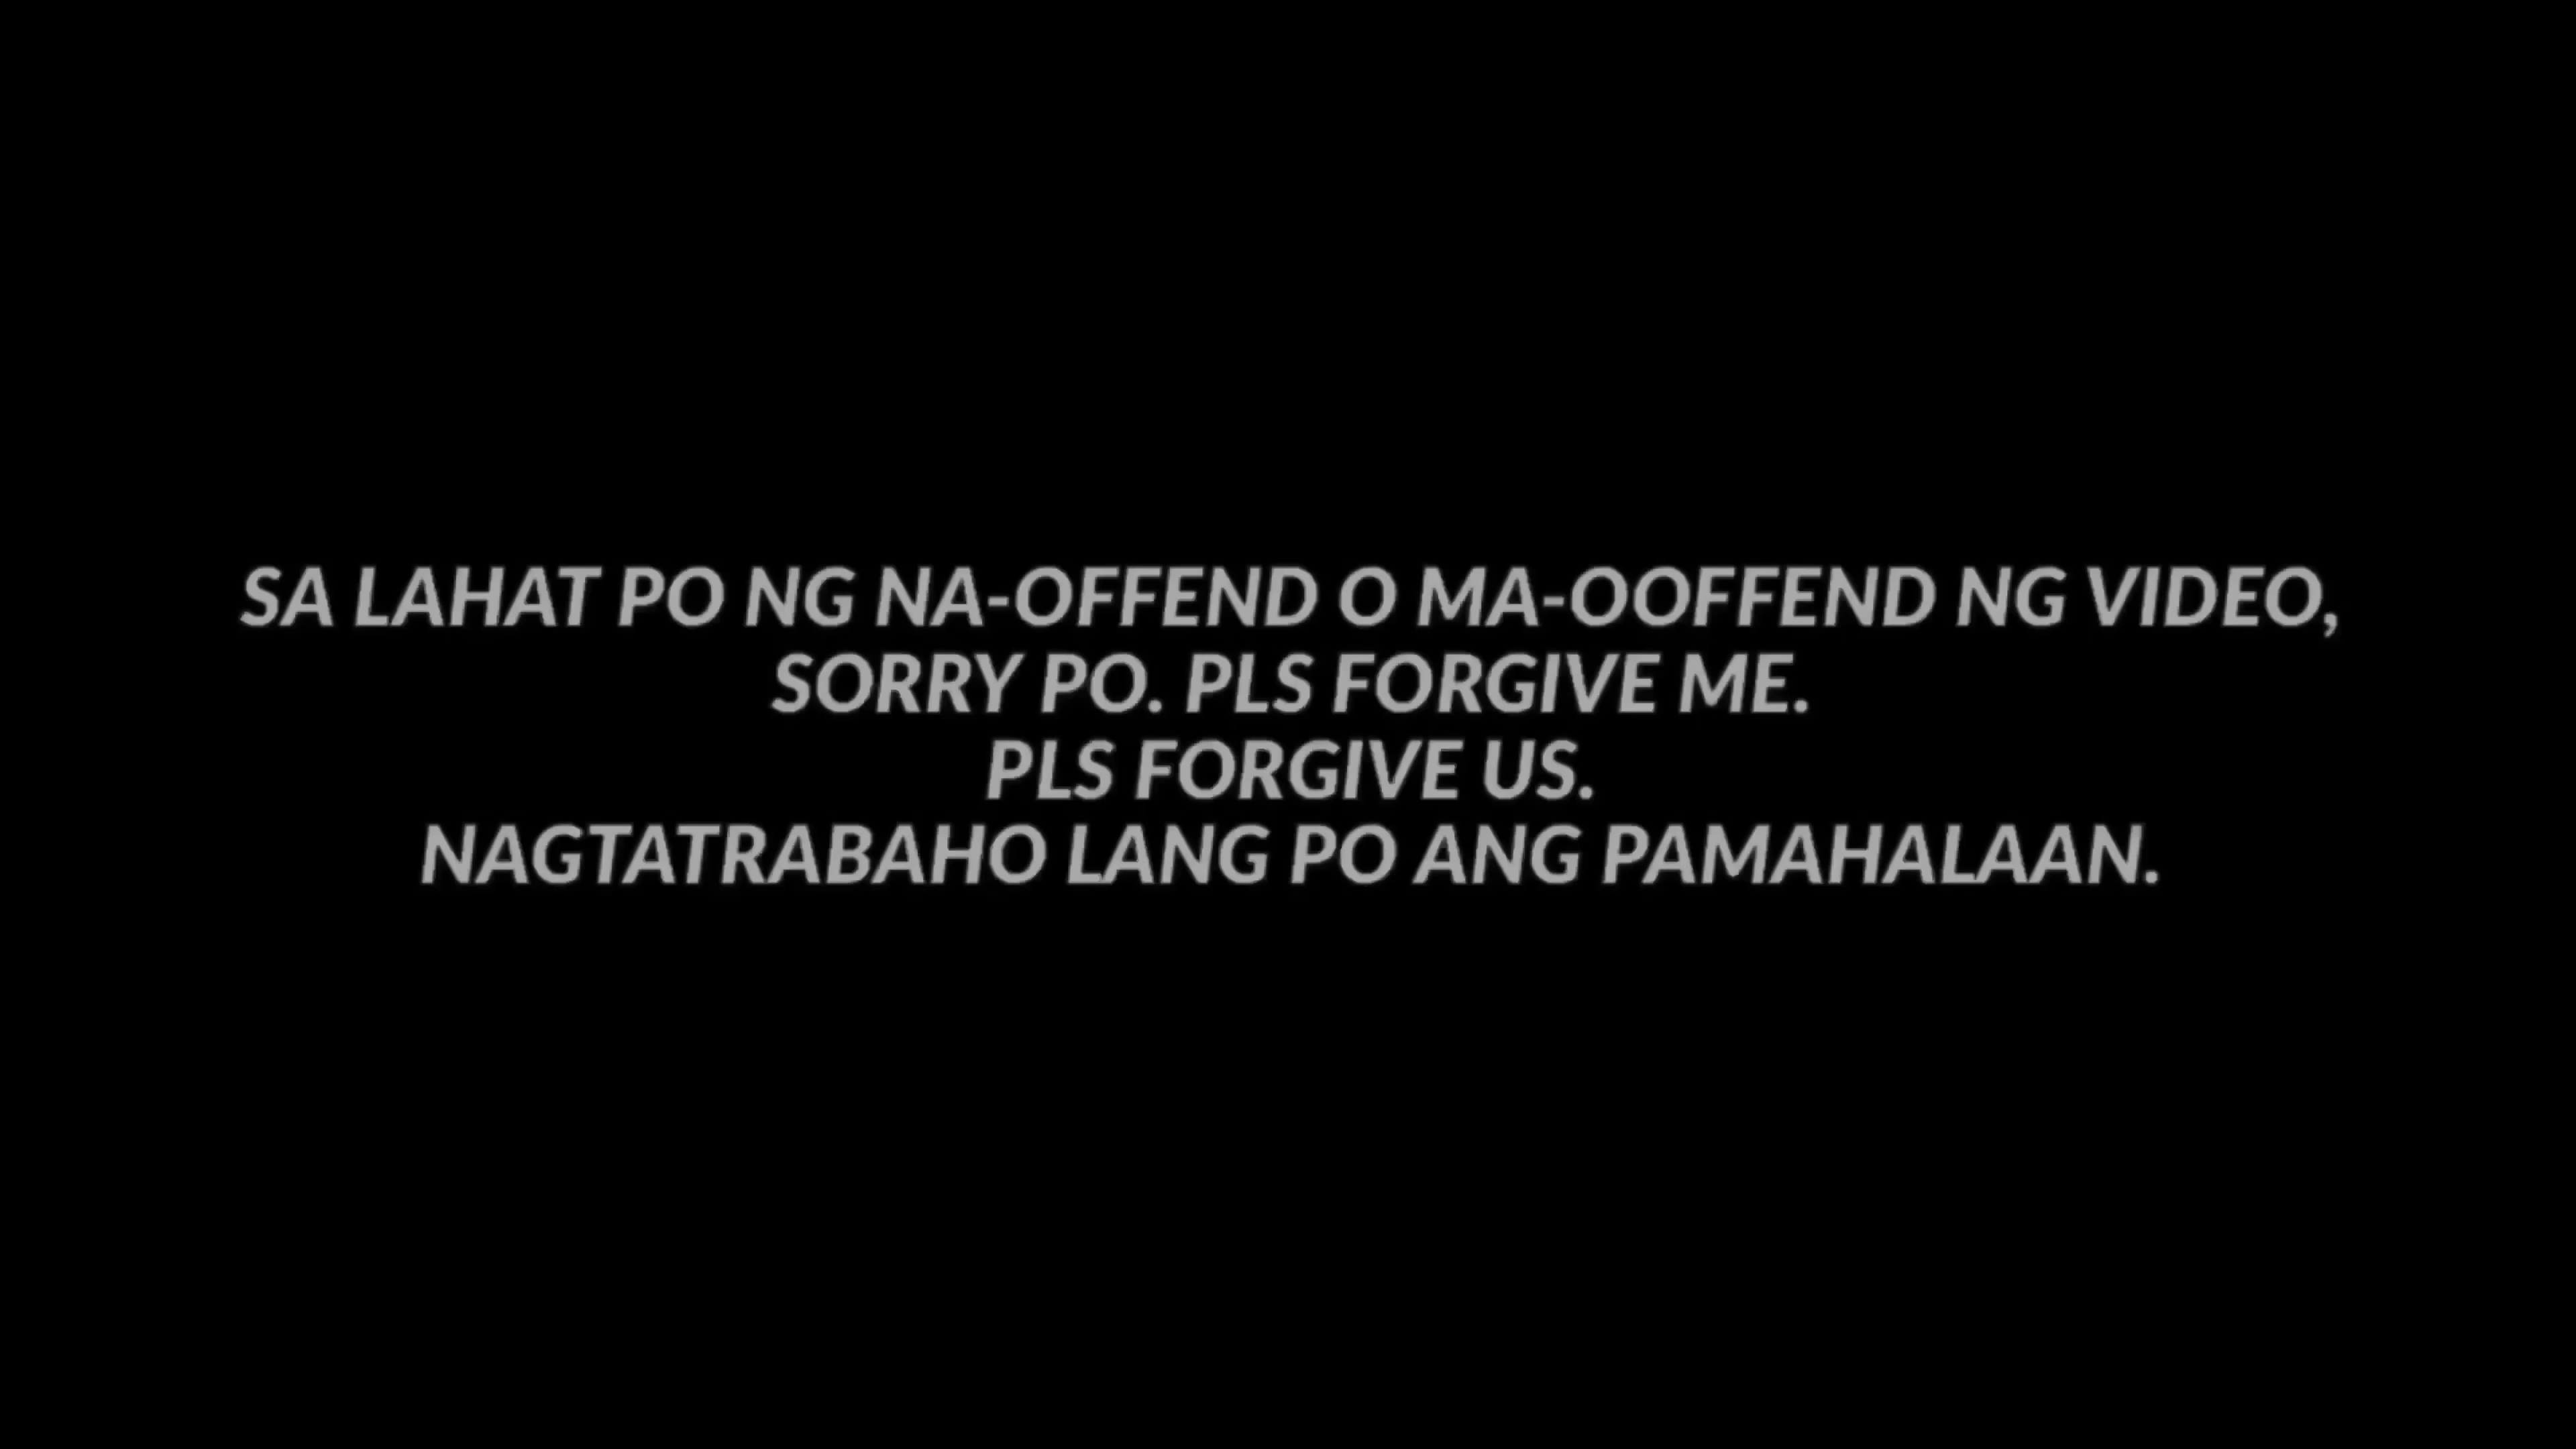 SA LAHAT PO NG NA-OFFEND O MA-OOFFEND NG VIDEO,
SORRY PO. PLS FORGIVE ME.
PLS FORGIVE US.
NAGTATRABAHO LANG PO ANG PAMAHALAAN.